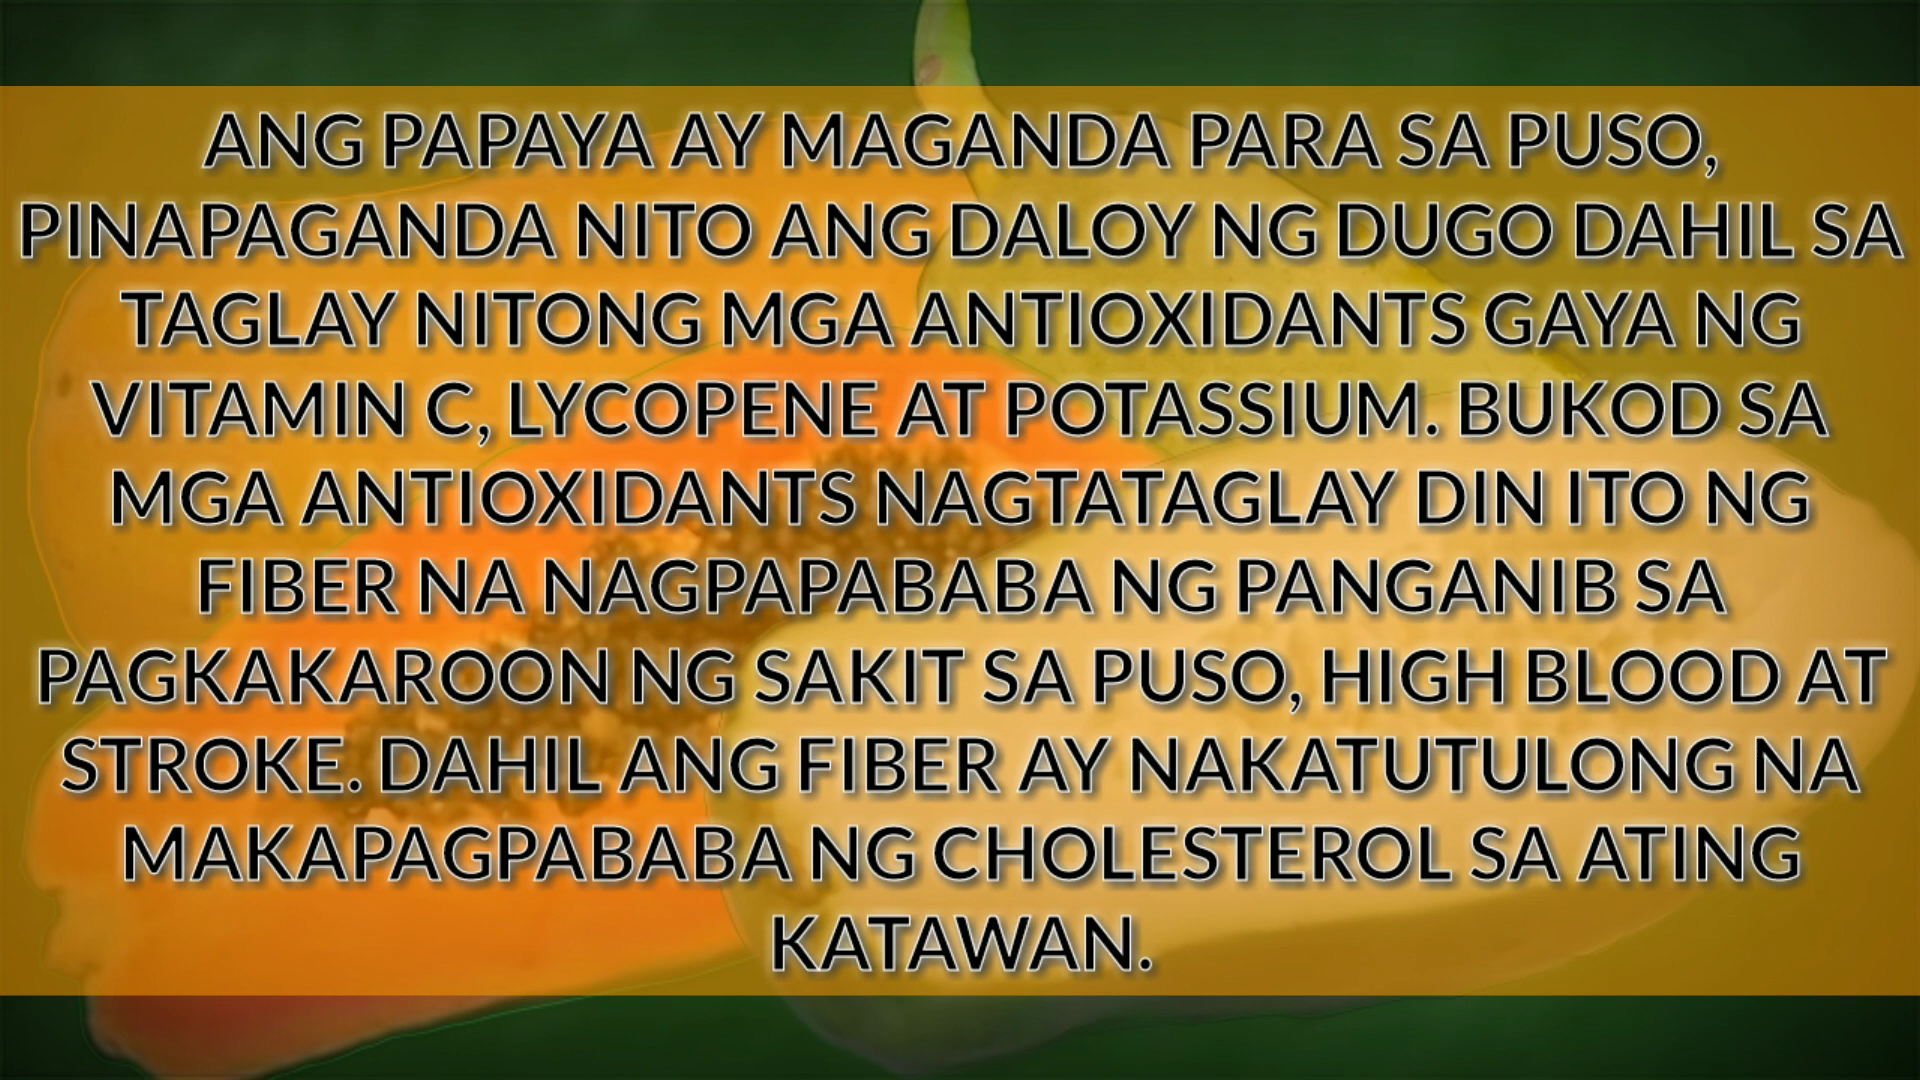 ANG PAPAYA AY MAGANDA PARA SA PUSO,
PINAPAGANDA NITO ANG DALOY NG DUGO DAHIL SA
TAGLAY NITONG MGA ANTIOXIDANTS GAYA NG
VITAMIN C, LYCOPENE AT POTASSIUM. BUKOD SA
MGA ANTIOXIDANTS NAGTATAGLAY DIN ITO NG
FIBER NA NAGPAPABABA NG PANGANIB SA
PAGKAKAROON NG SAKIT SA PUSO, HIGH BLOOD AT
STROKE. DAHIL ANG FIBER AY NAKATUTULONG NA
MAKAPAGPABABA NG CHOLESTEROL SA ATING
KATAWAN.